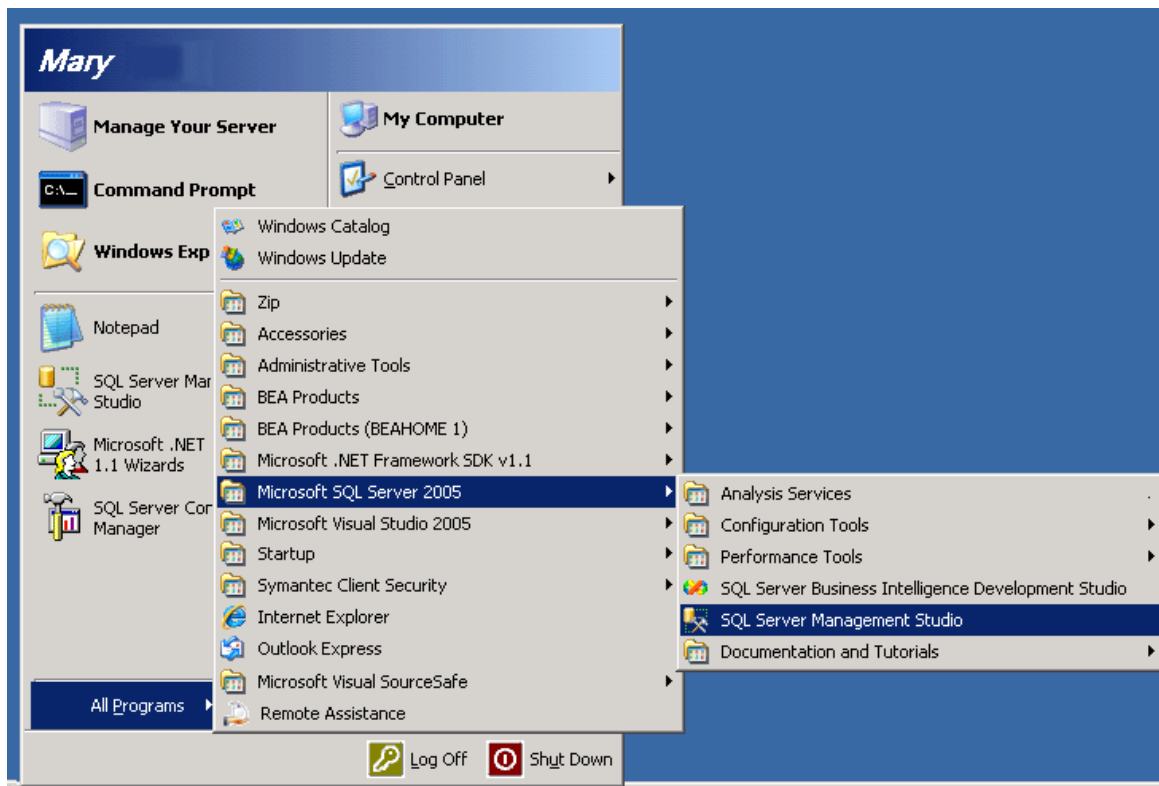 Mary
Manage Your Server
Command Prompt
Windows Exp
Notepad
SQL Server Mar
Studio
Microsoft .NET
1.1 Wizards
SQL Server Cor
Manager
All Programs
My Computer
Control Panel
Windows Catalog
Windows Update
Zip
Accessories
Administrative Tools
BEA Products
BEA Products (BEAHOME 1)
Microsoft .NET Framework SDK v1.1
Microsoft SQL Server 2005
Microsoft Visual Studio 2005
Startup
Symantec Client Security
Internet Explorer
Outlook Express
Microsoft Visual SourceSafe
Remote Assistance
Analysis Services
Configuration Tools
Performance Tools
SQL Server Business Intelligence Development Studio
SQL Server Management Studio
Documentation and Tutorials
Log Off
Shut Down
C:\_